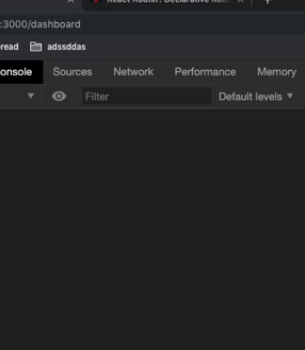 React Router: Declarative Rou
:3000/dashboard
read adssddas
onsole Sources Network Performance Memory
Filter Default levels ▼